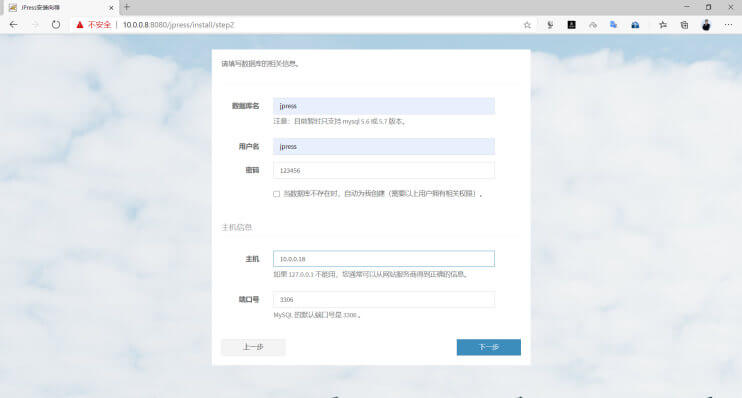 JPress安装向导
不安全 10.0.0.8:8080/jpress/install/step2
请填写数据库的相关信息。
数据库名 jpress
注意：目前暂时只支持 mysql 5.6 或 5.7 版本。
用户名 jpress
密码 123456
当数据库不存在时，自动为我创建（需要以上用户拥有相关权限）。
主机信息
主机 10.0.0.18
如果 127.0.0.1 不能用，您通常可以从网站服务商得到正确的信息。
端口号 3306
MySQL 的默认端口号是 3306 。
上一步 下一步